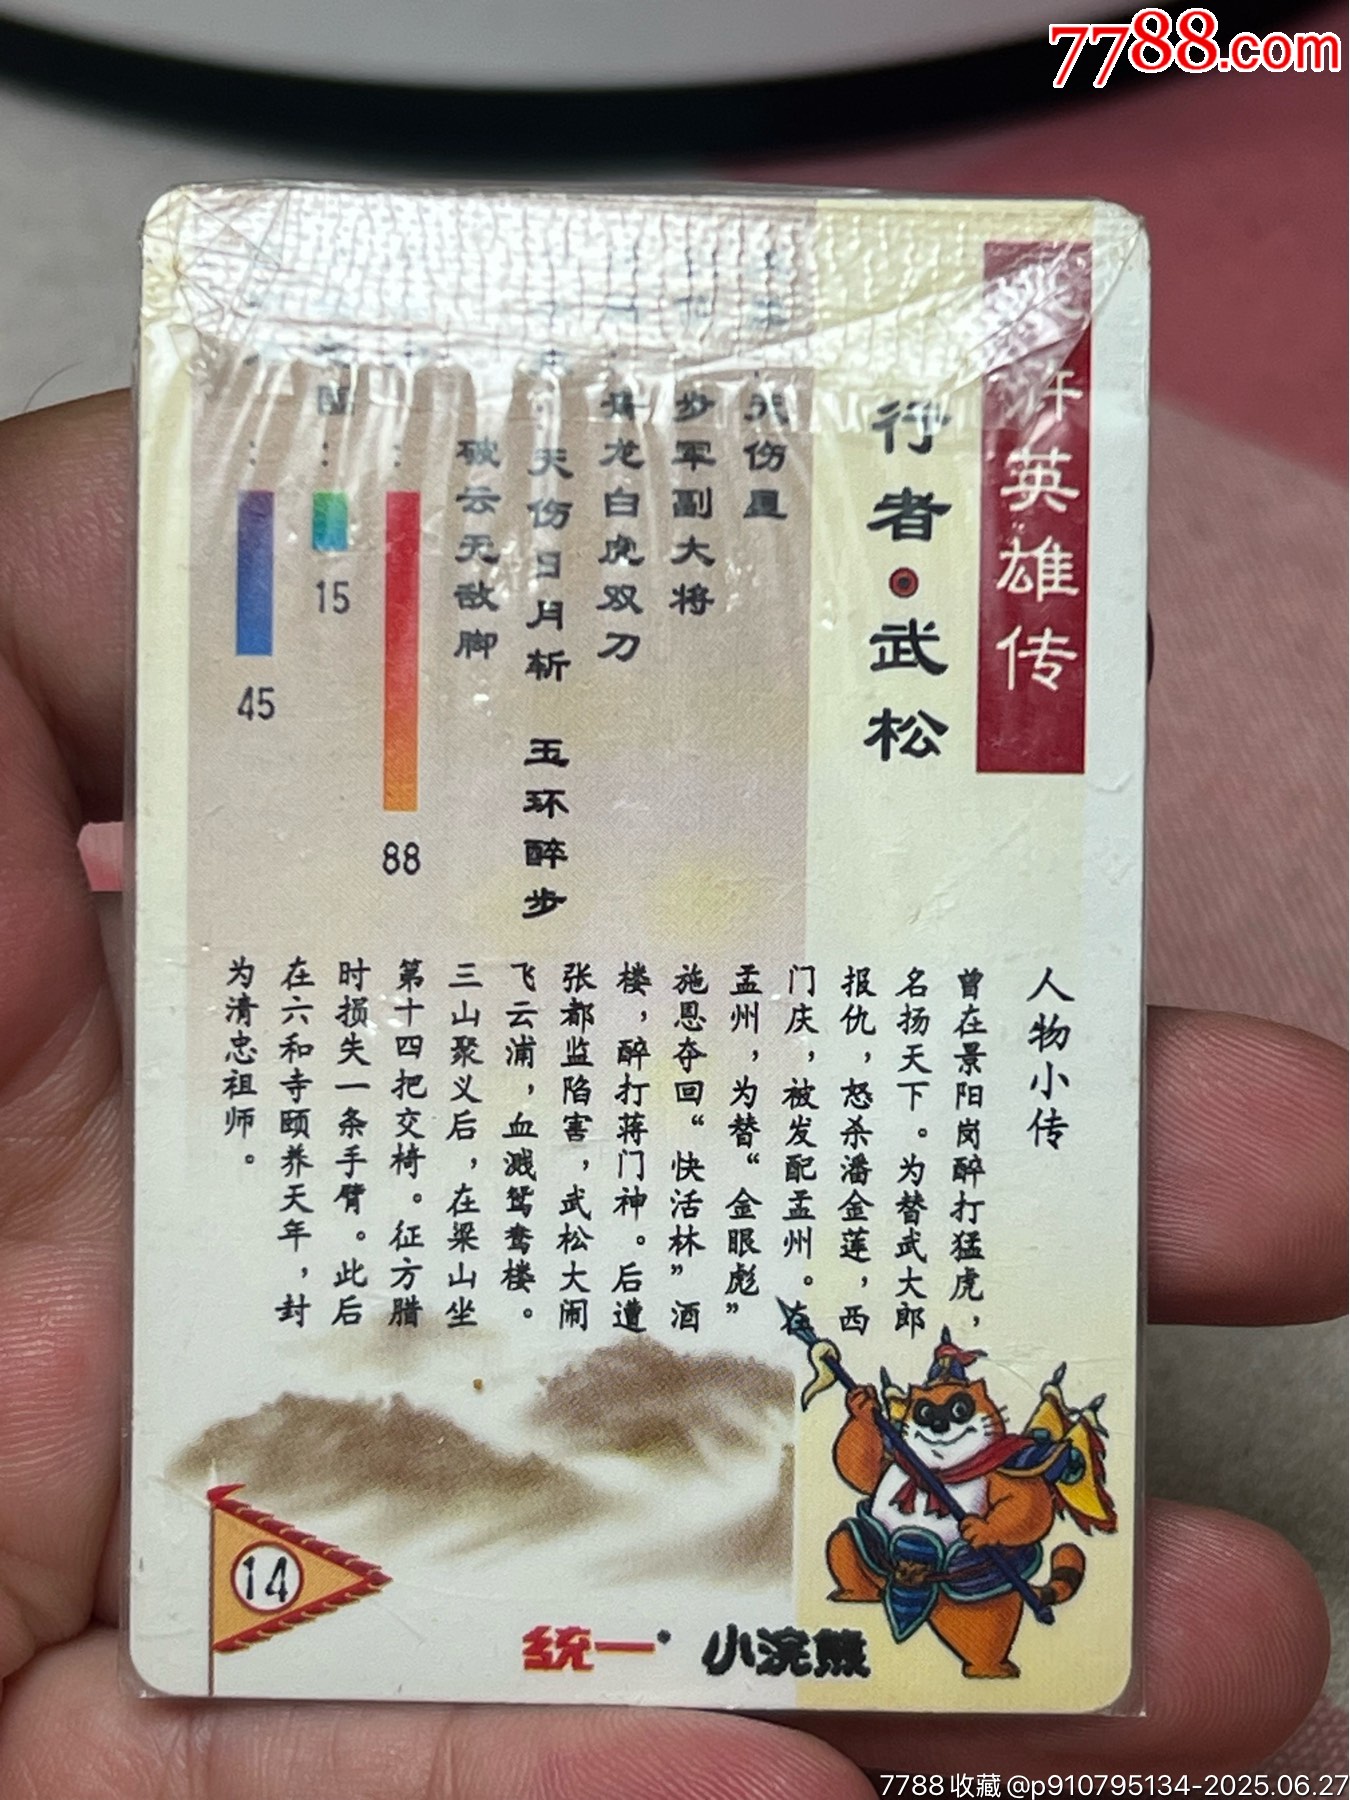 7788.com
英雄传
行者·武松
伤星
步军副大将
龙白虎双刀
：天伤日月斩 玉环醉步
破云无敌脚
：
88
：
15
：
45
人物小传
曾在景阳岗醉打猛虎，
名扬天下。为替武大郎
报仇，怒杀潘金莲，西
门庆，被发配孟州。在
孟州，为替“金眼彪”
施恩夺回“快活林”酒
楼，醉打蒋门神。后遭
张都监陷害，武松大闹
飞云浦，血溅鸳鸯楼。
三山聚义后，在梁山坐
第十四把交椅。征方腊
时损失一条手臂。此后
在六和寺颐养天年，封
为清忠祖师。
14
统一 小浣熊
7788收藏@p910795134-2025.06.27